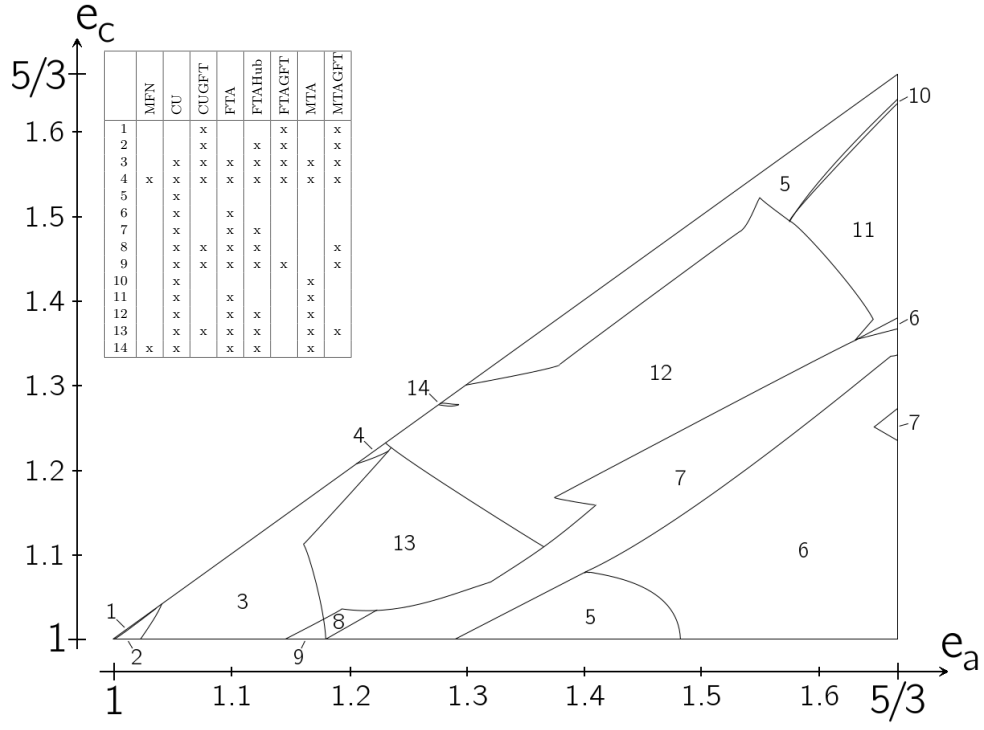 e_c
5/3
1.6
1.5
1.4
1.3
1.2
1.1
1
MFN CU CUGFT FTA FTAHub FTAGFT MTA MTAGFT
1 x x x
2 x x x x
3 x x x x x x x
4 x x x x x x x x
5 x
6 x x
7 x x x
8 x x x x x
9 x x x x x x
10 x x
11 x x x
12 x x x x
13 x x x x x x
14 x x x x x
10
5
11
6
12
14
7
4
7
13
6
3
1
8
5
2
9
e_a
1 1.1 1.2 1.3 1.4 1.5 1.6 5/3